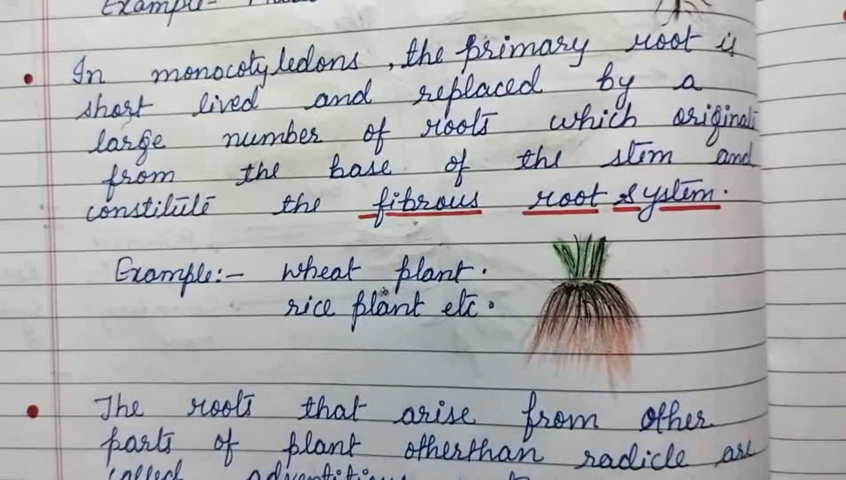 Example:-
In monocotyledons, the primary root is
short lived and replaced by a
large number of roots which originate
from the base of the stem and
constitute the fibrous root system.
Example:- Wheat plant.
rice plant etc.
The roots that arise from other
parts of plant otherthan radicle are
called